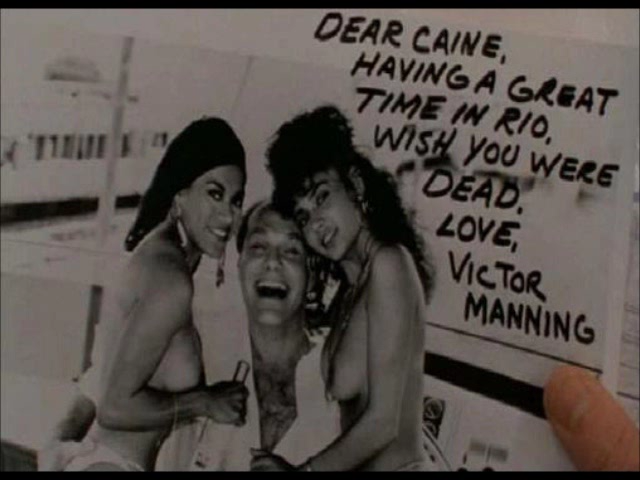 DEAR CAINE,
HAVING A GREAT
TIME IN RIO,
WISH YOU WERE
DEAD.
LOVE,
VICTOR
MANNING